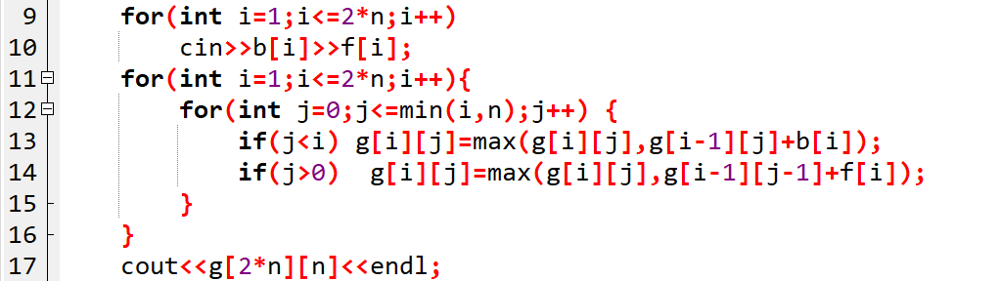 9 for(int i=1;i<=2*n;i++)
10 cin>>b[i]>>f[i];
11 for(int i=1;i<=2*n;i++){
12 for(int j=0;j<=min(i,n);j++) {
13 if(j<i) g[i][j]=max(g[i][j],g[i-1][j]+b[i]);
14 if(j>0)  g[i][j]=max(g[i][j],g[i-1][j-1]+f[i]);
15 }
16 }
17 cout<<g[2*n][n]<<endl;